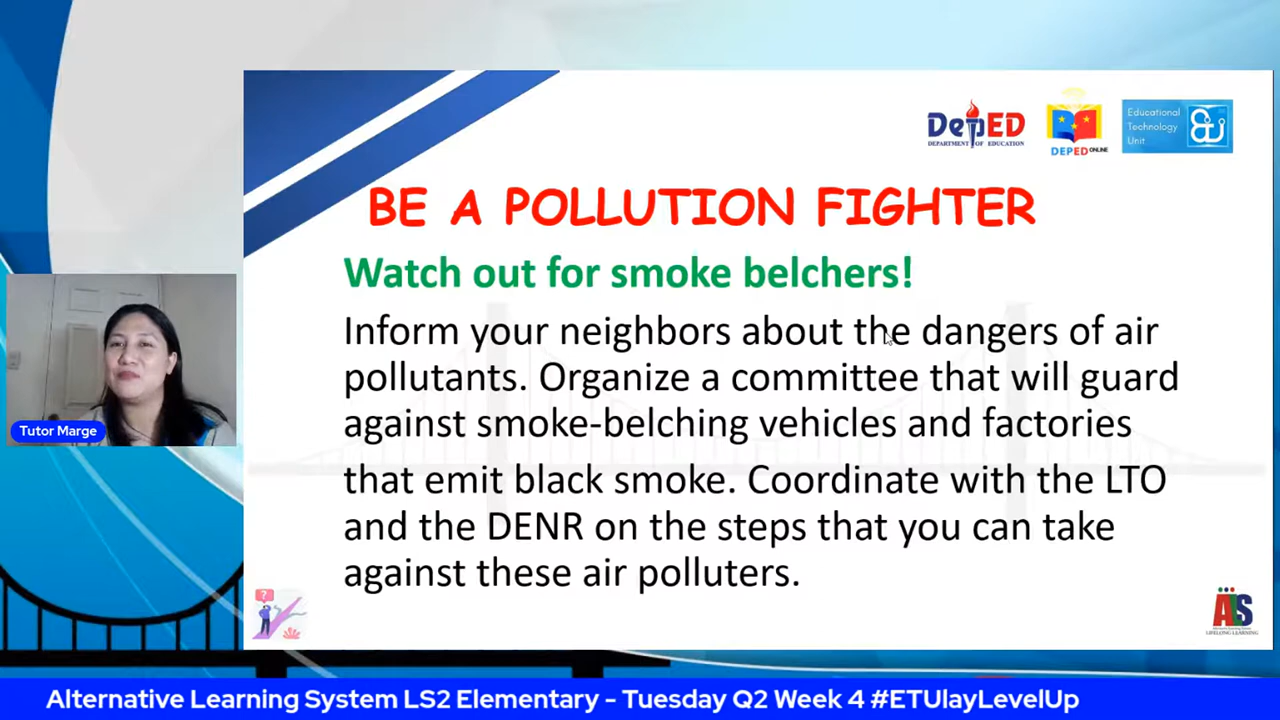 DepED
DEPARTMENT OF EDUCATION
DEPED ONLINE
Educational
Technology
Unit
BE A POLLUTION FIGHTER
Watch out for smoke belchers!
Inform your neighbors about the dangers of air
pollutants. Organize a committee that will guard
against smoke-belching vehicles and factories
that emit black smoke. Coordinate with the LTO
and the DENR on the steps that you can take
against these air polluters.
Tutor Marge
?
ALS
LIFELONG LEARNING
Alternative Learning System LS2 Elementary - Tuesday Q2 Week 4 #ETUlayLevelUp